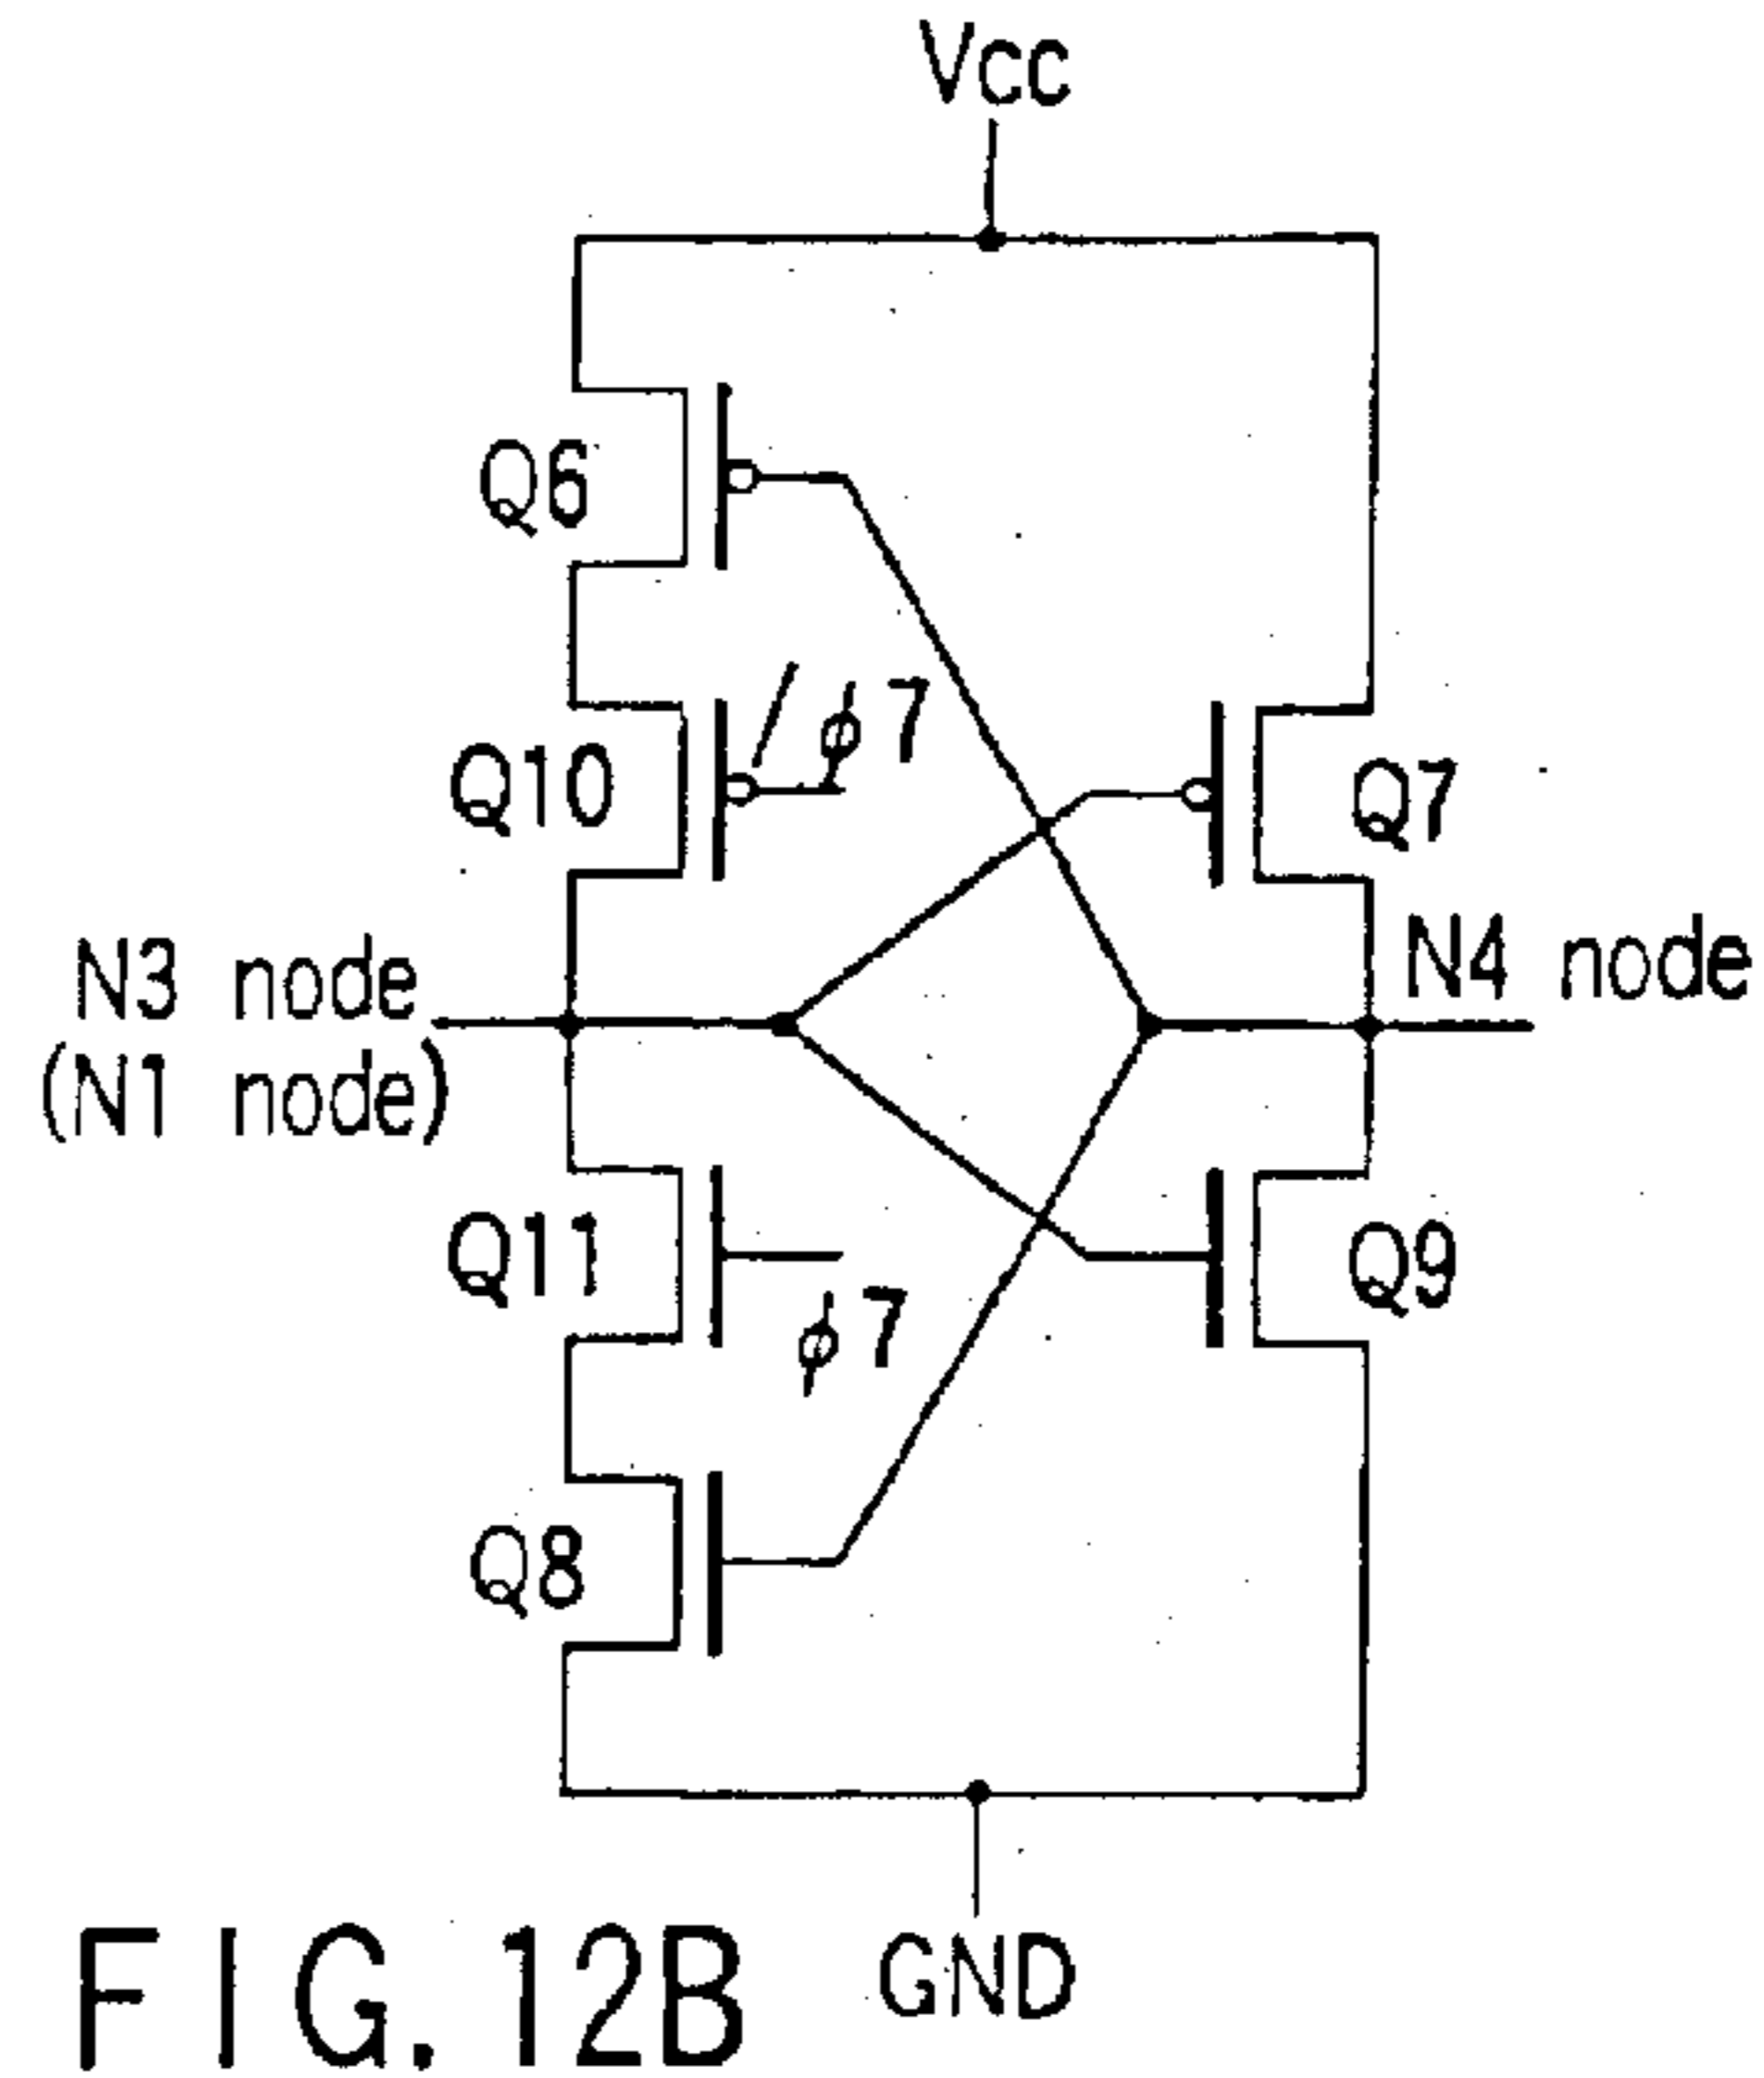 Vcc
Q6
/ϕ7
Q10
Q7
N3 node
(N1 node)
N4 node
Q11
ϕ7
Q9
Q8
GND
FIG.12B